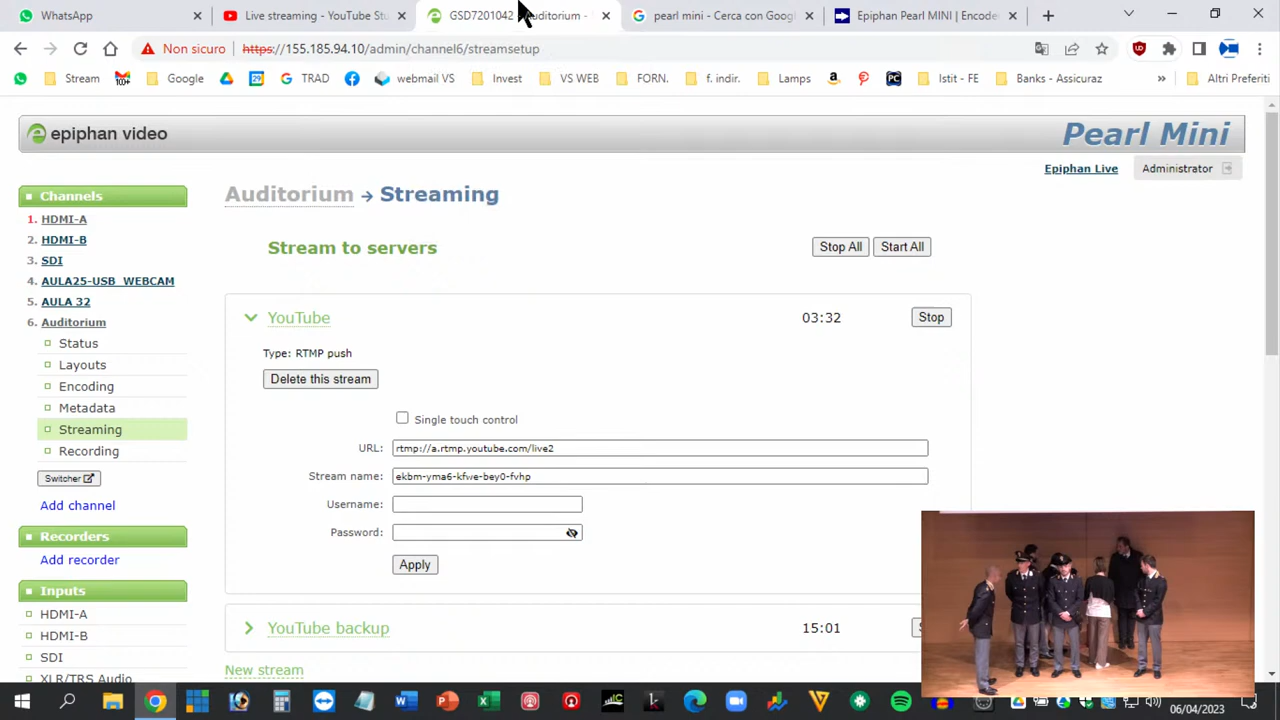 WhatsApp
Live streaming - YouTube St
GSD7201042
Auditorium -
pearl mini - Cerca con Googl
Epiphan Pearl MINI | Encode
Non sicuro
https://155.185.94.10/admin/channel6/streamsetup
Stream
Google
TRAD
webmail VS
Invest
VS WEB
FORN.
f. indir.
Lamps
Istit - FE
Banks - Assicuraz
»
Altri Preferiti
epiphan video
Pearl Mini
Epiphan Live
Administrator
Channels
1. HDMI-A
2. HDMI-B
3. SDI
4. AULA25-USB_WEBCAM
5. AULA 32
6. Auditorium
Status
Layouts
Encoding
Metadata
Streaming
Recording
Switcher
Add channel
Recorders
Add recorder
Inputs
HDMI-A
HDMI-B
SDI
XLR/TRS Audio
Auditorium → Streaming
Stream to servers
Stop All
Start All
YouTube
03:32
Stop
Type: RTMP push
Delete this stream
Single touch control
URL: rtmp://a.rtmp.youtube.com/live2
Stream name: ekbm-yma6-kfwe-bey0-fvhp
Username:
Password:
Apply
YouTube backup
15:01
New stream
06/04/2023